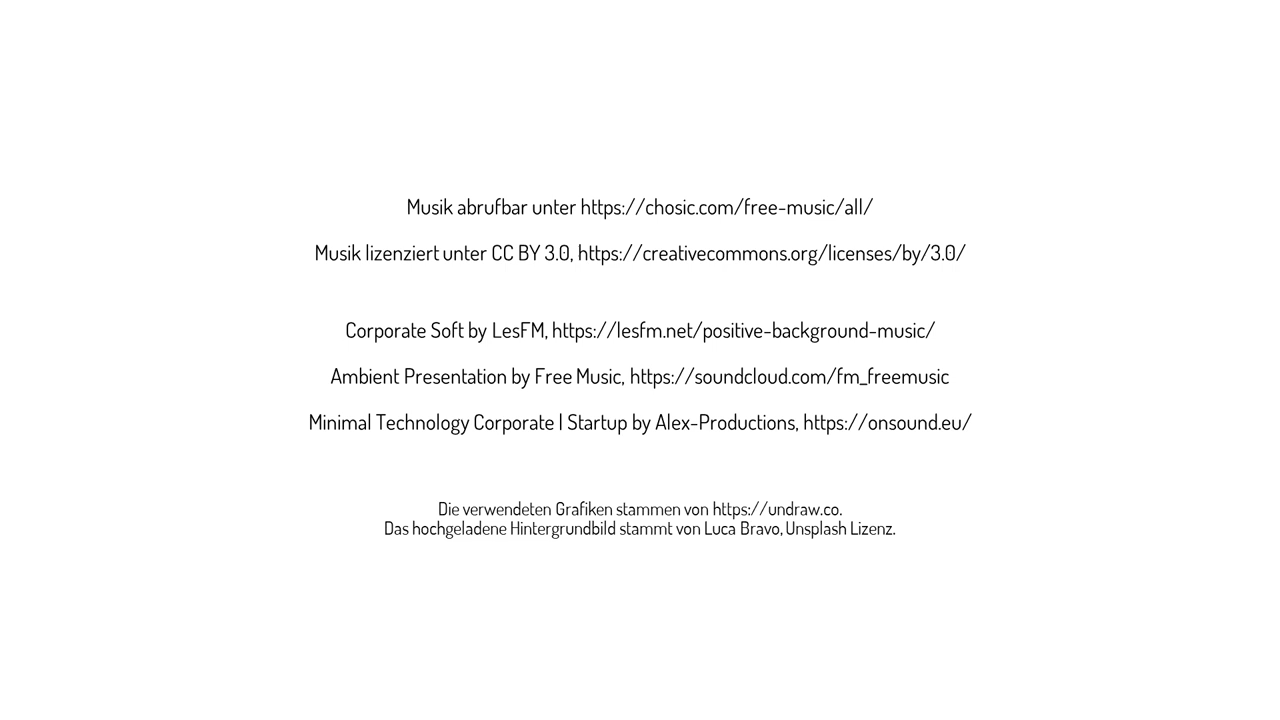 Musik abrufbar unter https://chosic.com/free-music/all/
Musik lizenziert unter CC BY 3.0, https://creativecommons.org/licenses/by/3.0/
Corporate Soft by LesFM, https://lesfm.net/positive-background-music/
Ambient Presentation by Free Music, https://soundcloud.com/fm_freemusic
Minimal Technology Corporate | Startup by Alex-Productions, https://onsound.eu/
Die verwendeten Grafiken stammen von https://undraw.co.
Das hochgeladene Hintergrundbild stammt von Luca Bravo, Unsplash Lizenz.